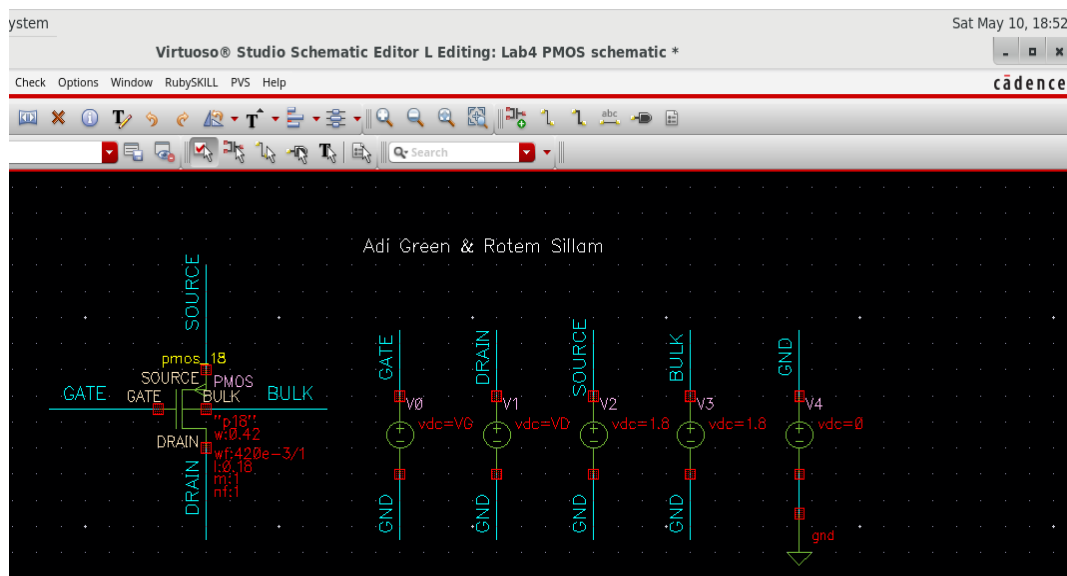 ystem
Sat May 10, 18:52
Virtuoso® Studio Schematic Editor L Editing: Lab4 PMOS schematic *
Check Options Window RubySKILL PVS Help
cādence
abc
Search
Adi Green & Rotem Sillam
SOURCE
pmos_18
SOURCE
PMOS
GATE
GATE
BULK
BULK
"p18"
w:0.42
DRAIN
wf:420e-3/1
l:0.18
m:1
nf:1
DRAIN
GATE
V0
vdc=VG
GND
DRAIN
V1
vdc=VD
GND
SOURCE
V2
vdc=1.8
GND
BULK
V3
vdc=1.8
GND
GND
V4
vdc=0
gnd